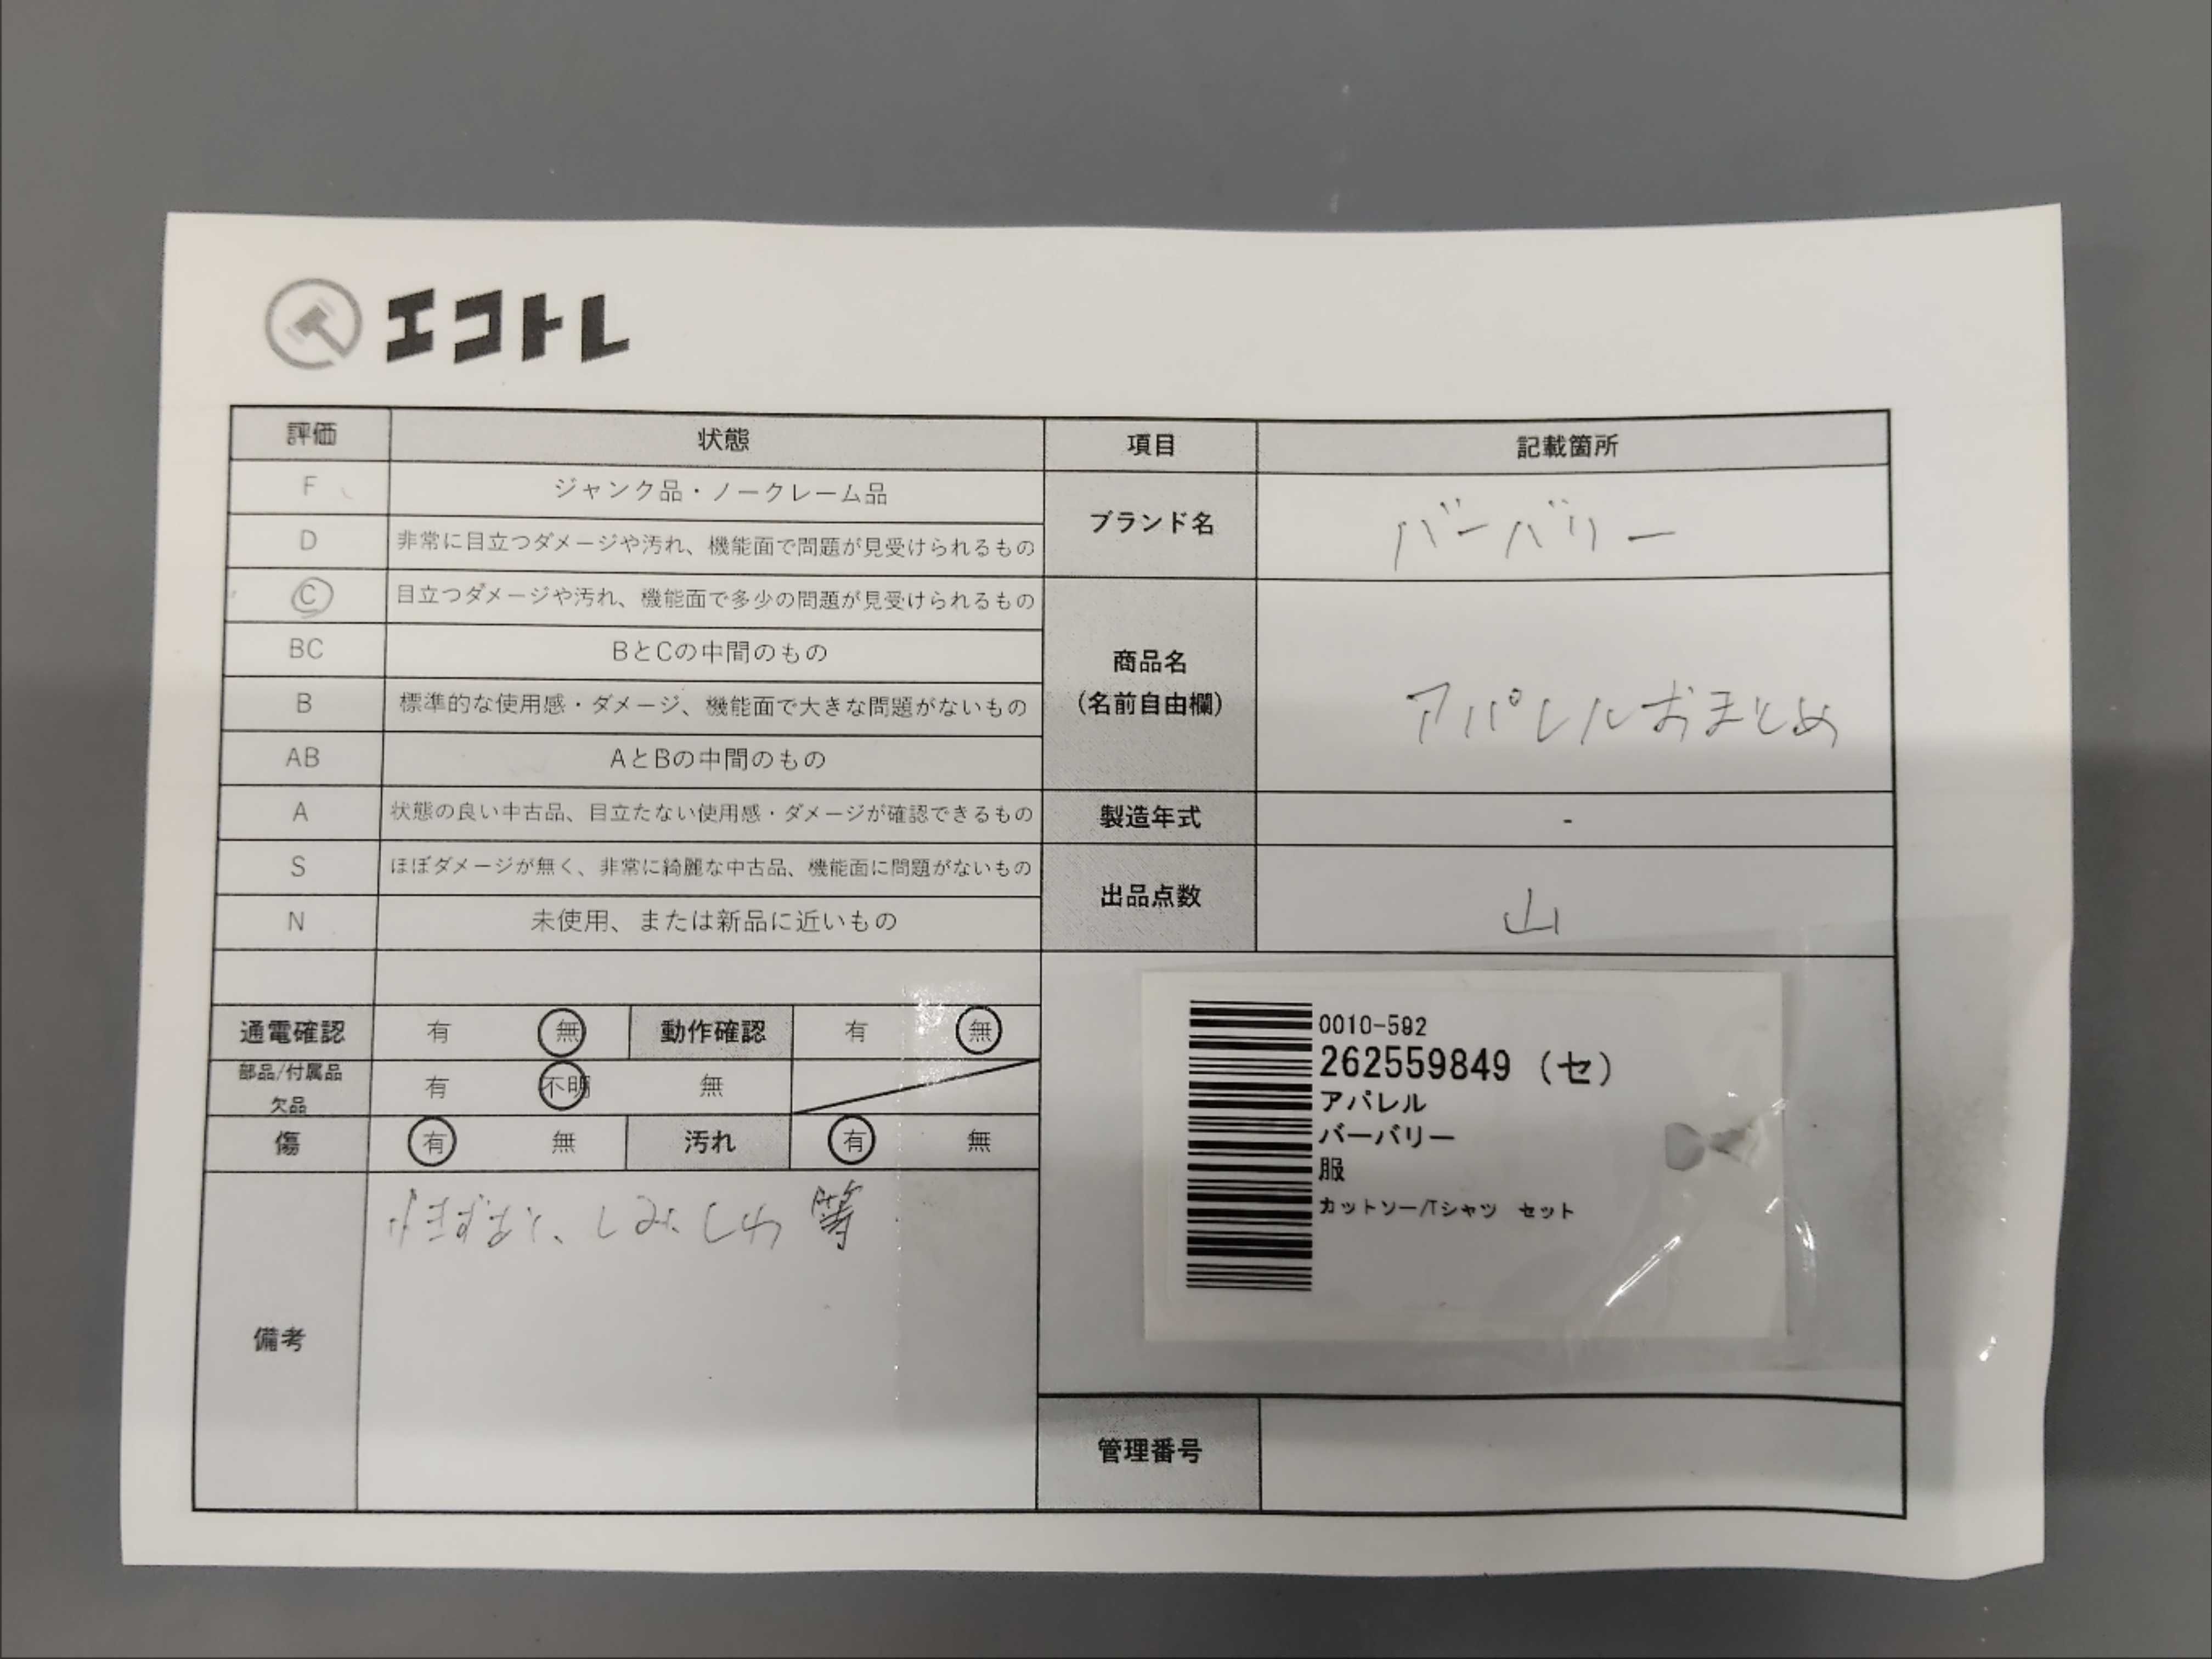 エコトレ
評価 状態 項目 記載箇所
F ジャンク品・ノークレーム品
D 非常に目立つダメージや汚れ、機能面で問題が見受けられるもの
C 目立つダメージや汚れ、機能面で多少の問題が見受けられるもの
BC BとCの中間のもの
B 標準的な使用感・ダメージ、機能面で大きな問題がないもの
AB AとBの中間のもの
A 状態の良い中古品、目立たない使用感・ダメージが確認できるもの
S ほぼダメージが無く、非常に綺麗な中古品、機能面に問題がないもの
N 未使用、または新品に近いもの
ブランド名 バーバリー
商品名
(名前自由欄)
アパレルおまとめ
製造年式 -
出品点数 山
通電確認 有 無 動作確認 有 無
部品/付属品
欠品
有 不明 無
傷 有 無 汚れ 有 無
備考
、しみ、しわ 等
0010-592
262559849 (セ)
アパレル
バーバリー
服
カットソー/Tシャツ セット
管理番号